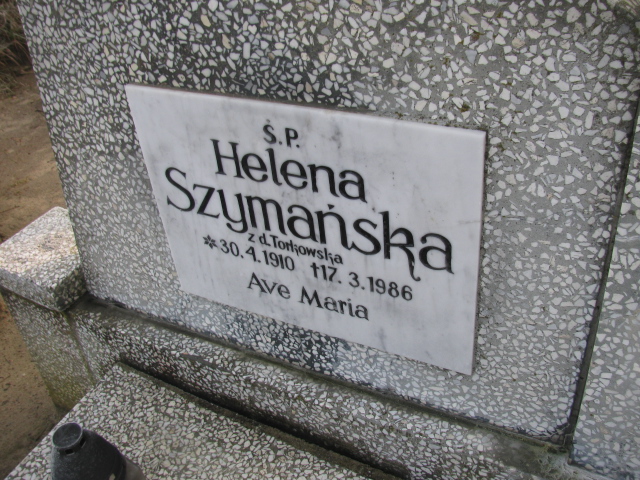 Ś.P.
Helena
Szymańska
z d. Torkowska
*30.4.1910 †17.3.1986
Ave Maria